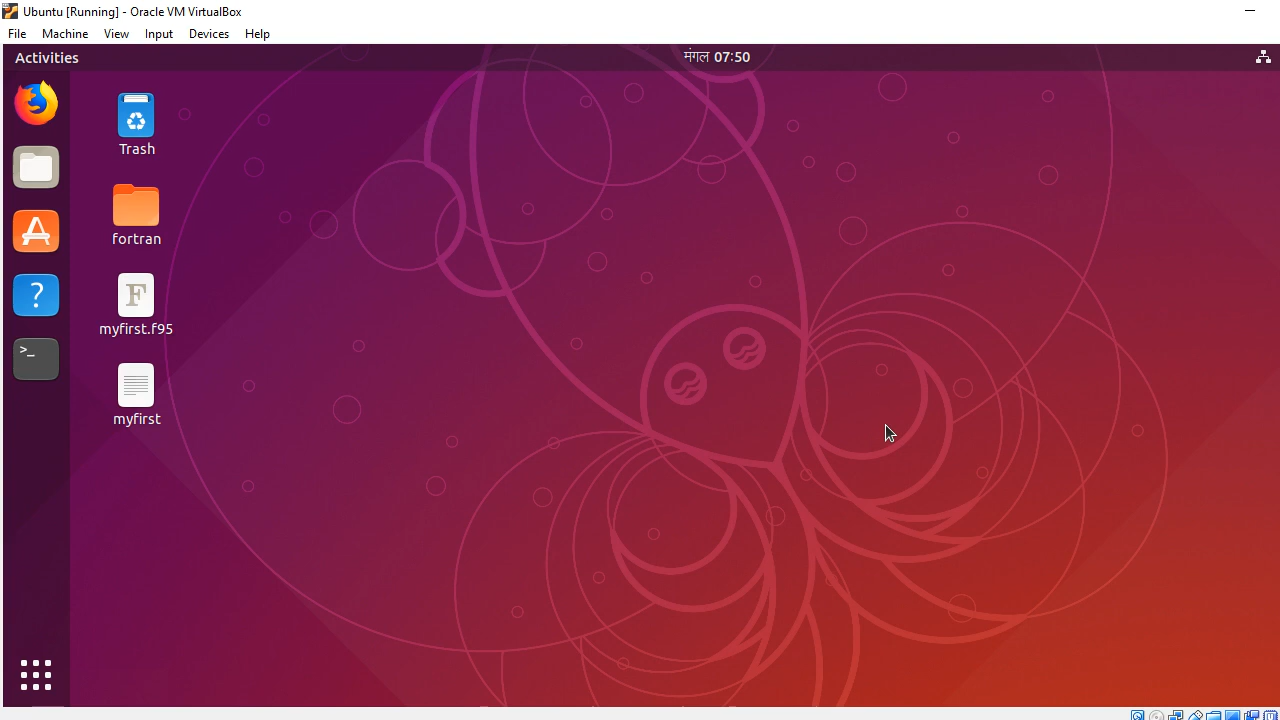 Ubuntu [Running] - Oracle VM VirtualBox
File Machine View Input Devices Help
Activities
मंगल 07:50
Trash
fortran
myfirst.f95
myfirst